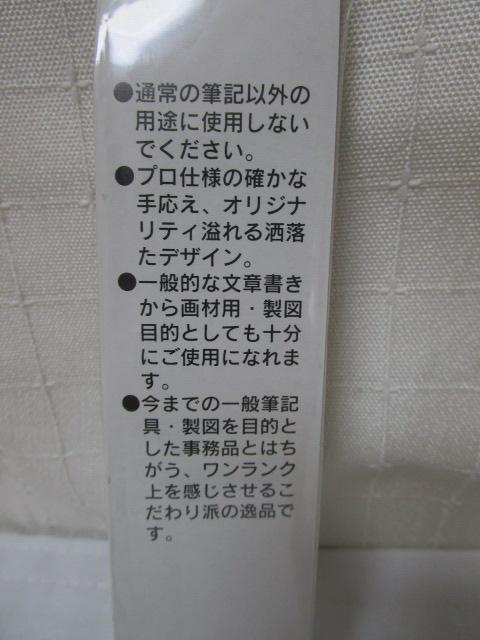 ●通常の筆記以外の
用途に使用しない
でください。
●プロ仕様の確かな
手応え、オリジナ
リティ溢れる洒落
たデザイン。
●一般的な文章書き
から画材用・製図
目的としても十分
にご使用になれま
す。
●今までの一般筆記
具・製図を目的と
した事務品とはち
がう、ワンランク
上を感じさせるこ
だわり派の逸品で
す。